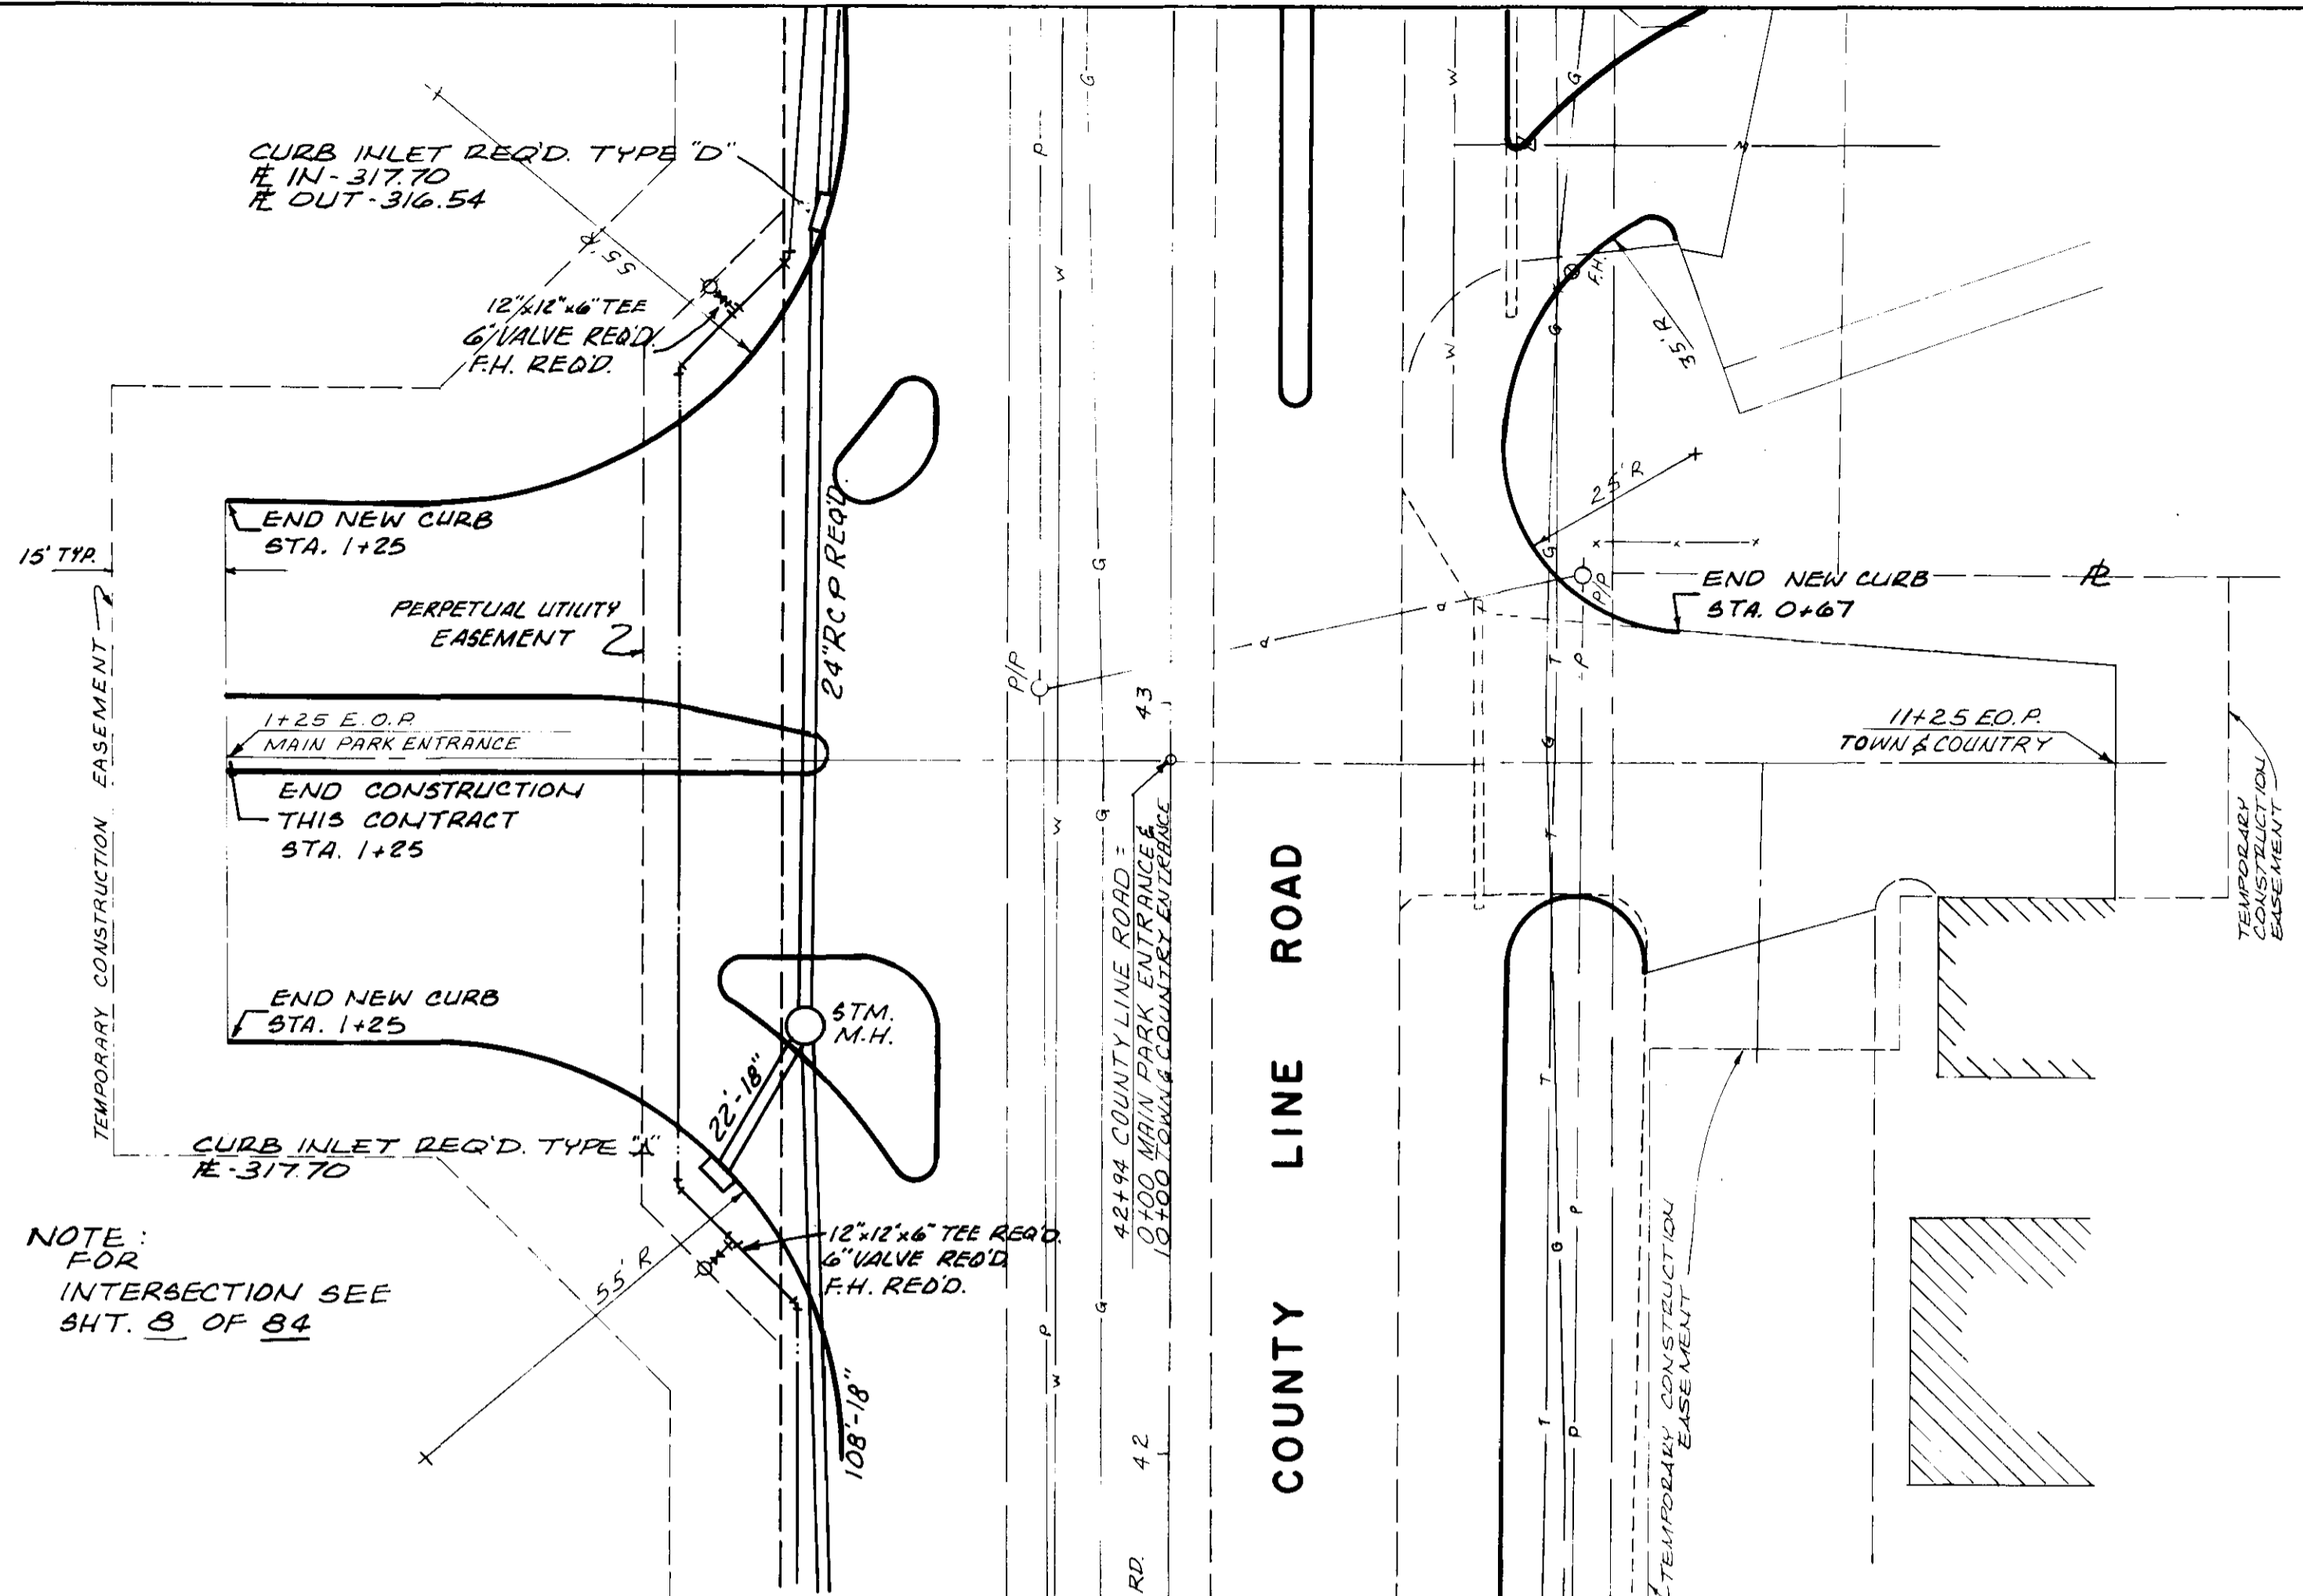 CURB INLET REQ'D. TYPE "D"
FL IN - 317.70
FL OUT - 316.54
55' R
12"x12"x6" TEE
6" VALVE REQ'D.
F.H. REQ'D.
END NEW CURB
STA. 1+25
15' TYP.
TEMPORARY CONSTRUCTION EASEMENT
PERPETUAL UTILITY
EASEMENT
24" RCP REQ'D.
1+25 E.O.P.
MAIN PARK ENTRANCE
END CONSTRUCTION
THIS CONTRACT
STA. 1+25
END NEW CURB
STA. 1+25
STM.
M.H.
22'-18"
CURB INLET REQ'D. TYPE "A"
FL - 317.70
12"x12"x6" TEE REQ'D.
6" VALVE REQ'D.
F.H. REQ'D.
55' R
108'-18"
NOTE :
FOR
INTERSECTION SEE
SHT. 8 OF 84
P/P
43
42+94 COUNTY LINE ROAD =
0+00 MAIN PARK ENTRANCE &
10+00 TOWN & COUNTRY ENTRANCE
42
RD.
COUNTY LINE ROAD
F.H.
35' R
25' R
P/P
END NEW CURB
STA. 0+67
PL
11+25 E.O.P.
TOWN & COUNTRY
TEMPORARY
CONSTRUCTION
EASEMENT
TEMPORARY CONSTRUCTION
EASEMENT
P
W
G
G
W
G
P
W
G
W
W
G
G
M
G
G
d
d
T
P
G
T
T
P
G
T
P